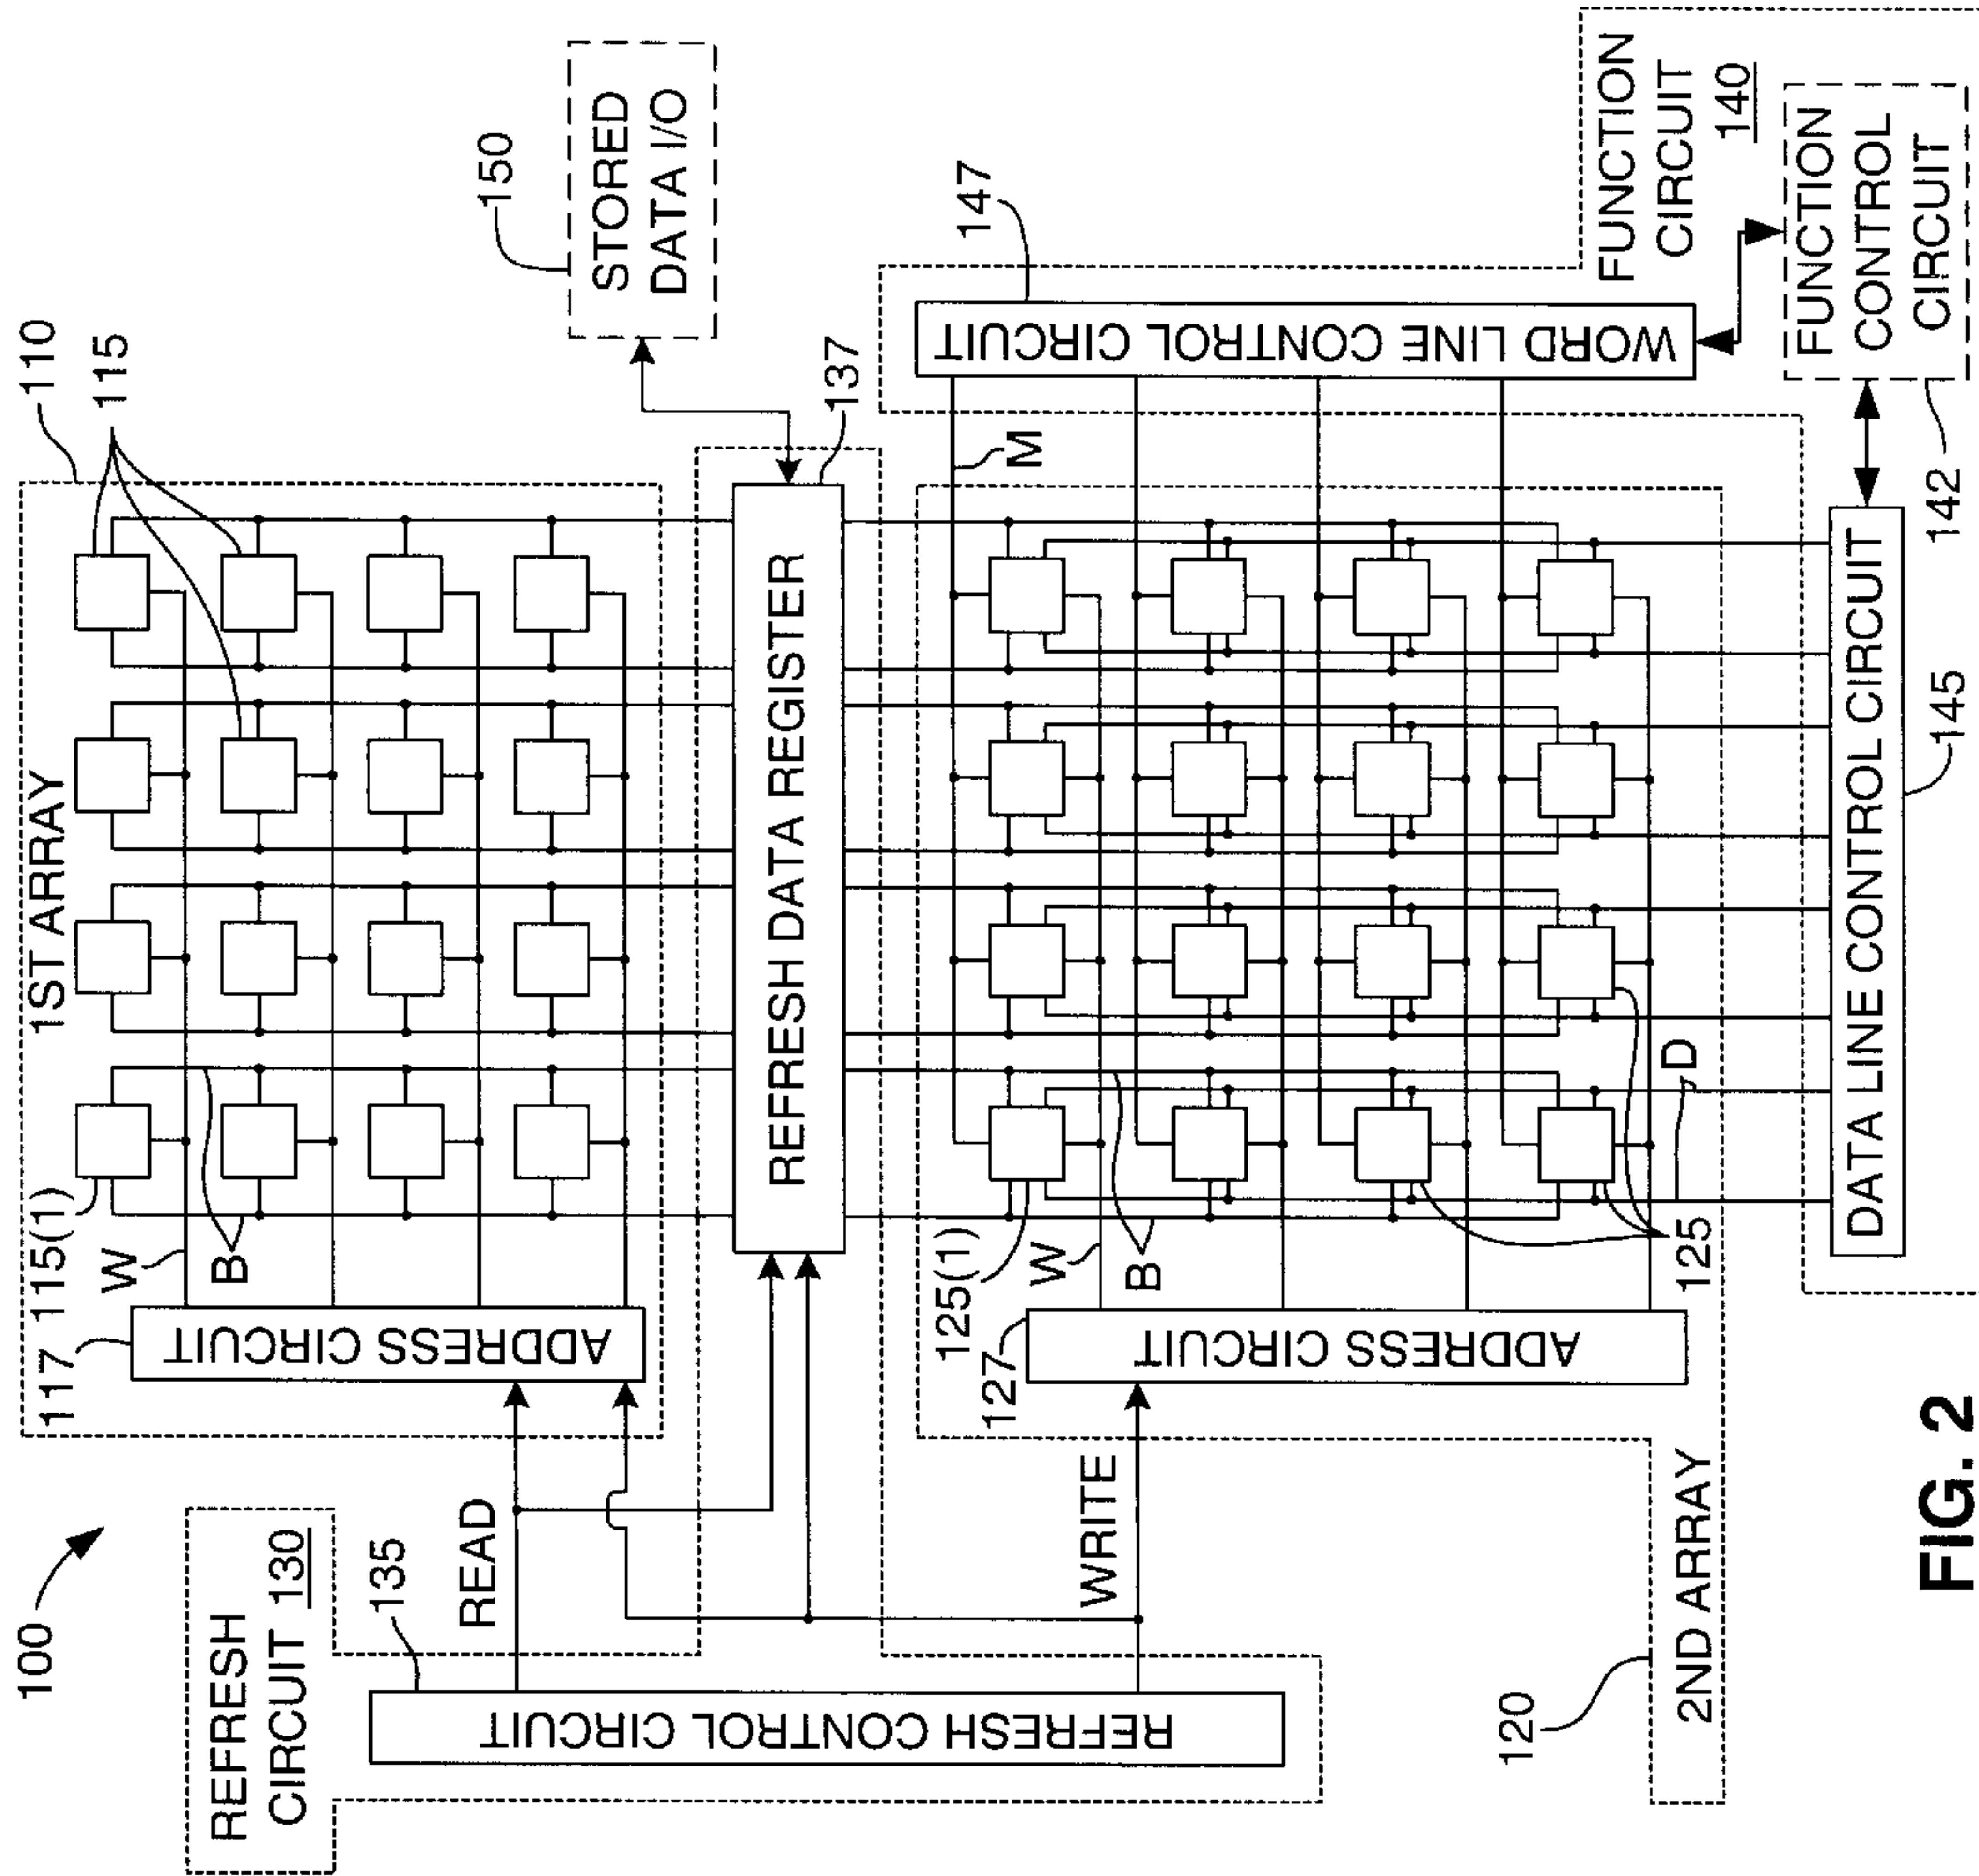 100
REFRESH
CIRCUIT 130
135
REFRESH CONTROL CIRCUIT
READ
WRITE
120
2ND ARRAY
1ST ARRAY
110
115
115(1)
117
W
B
ADDRESS CIRCUIT
150
STORED
DATA I/O
REFRESH DATA REGISTER
137
125(1)
127
W
B
ADDRESS CIRCUIT
M
147
WORD LINE CONTROL CIRCUIT
FUNCTION
CIRCUIT
140
FUNCTION
CONTROL
CIRCUIT
142
125
D
DATA LINE CONTROL CIRCUIT
145
FIG. 2